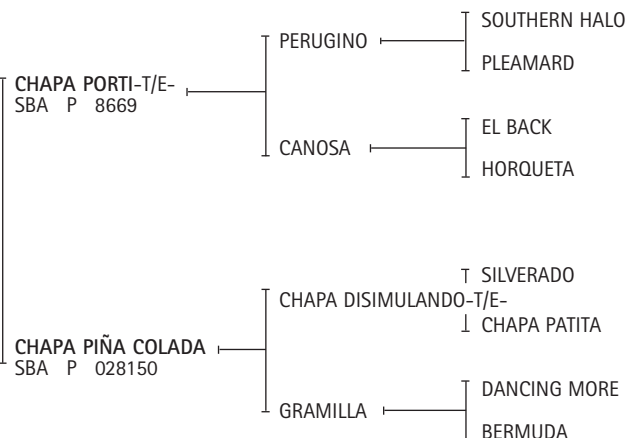 SOUTHERN HALO
PERUGINO
PLEAMARD
CHAPA PORTI-T/E-
SBA P 8669
EL BACK
CANOSA
HORQUETA
SILVERADO
CHAPA DISIMULANDO-T/E-
CHAPA PATITA
CHAPA PIÑA COLADA
SBA P 028150
DANCING MORE
GRAMILLA
BERMUDA